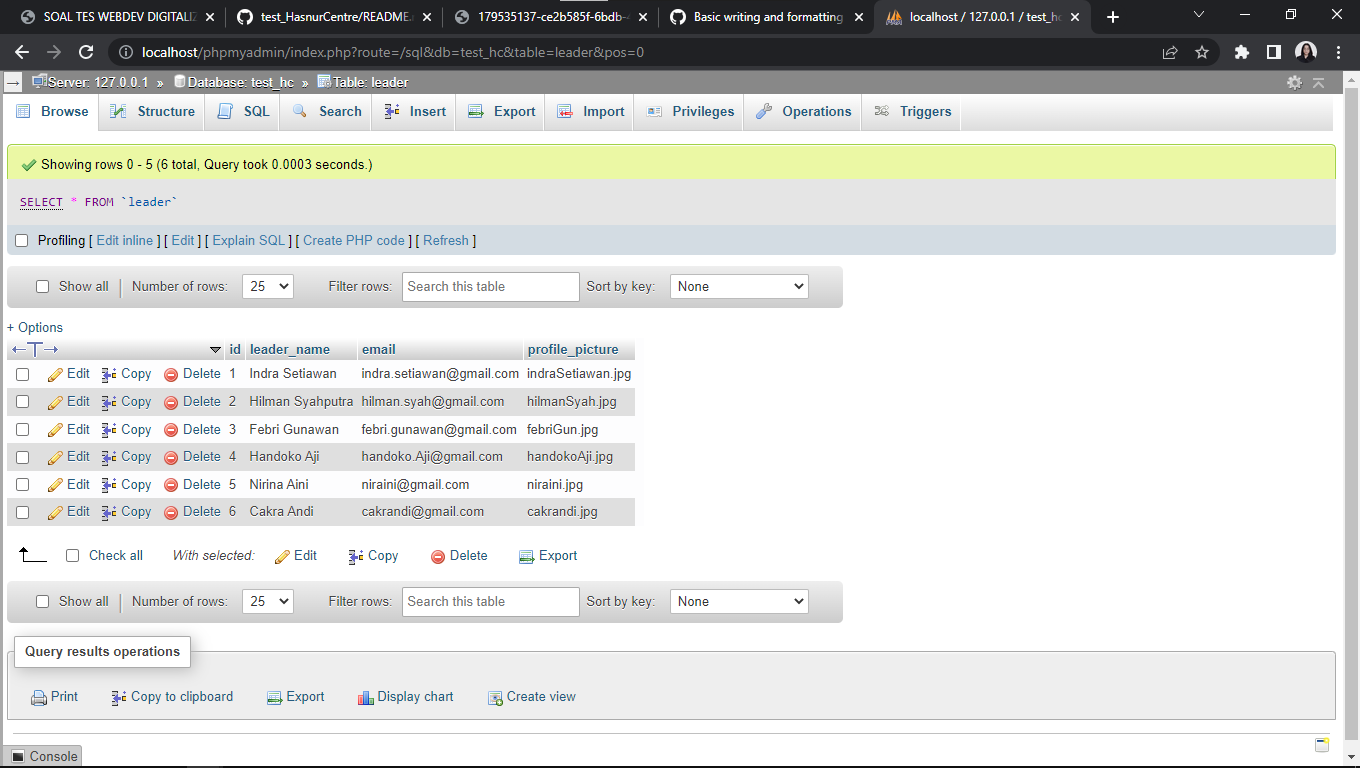 SOAL TES WEBDEV DIGITALIZ
test_HasnurCentre/README.
179535137-ce2b585f-6bdb-
Basic writing and formatting
localhost / 127.0.0.1 / test_hc
localhost/phpmyadmin/index.php?route=/sql&db=test_hc&table=leader&pos=0
Server: 127.0.0.1 » Database: test_hc » Table: leader
Browse Structure SQL Search Insert Export Import Privileges Operations Triggers
Showing rows 0 - 5 (6 total, Query took 0.0003 seconds.)
SELECT * FROM `leader`
Profiling [ Edit inline ] [ Edit ] [ Explain SQL ] [ Create PHP code ] [ Refresh ]
Show all | Number of rows: 25 Filter rows: Search this table Sort by key: None
+ Options
←T→ id leader_name email profile_picture
Edit Copy Delete 1 Indra Setiawan indra.setiawan@gmail.com indraSetiawan.jpg
Edit Copy Delete 2 Hilman Syahputra hilman.syah@gmail.com hilmanSyah.jpg
Edit Copy Delete 3 Febri Gunawan febri.gunawan@gmail.com febriGun.jpg
Edit Copy Delete 4 Handoko Aji handoko.Aji@gmail.com handokoAji.jpg
Edit Copy Delete 5 Nirina Aini niraini@gmail.com niraini.jpg
Edit Copy Delete 6 Cakra Andi cakrandi@gmail.com cakrandi.jpg
Check all With selected: Edit Copy Delete Export
Show all | Number of rows: 25 Filter rows: Search this table Sort by key: None
Query results operations
Print Copy to clipboard Export Display chart Create view
Console